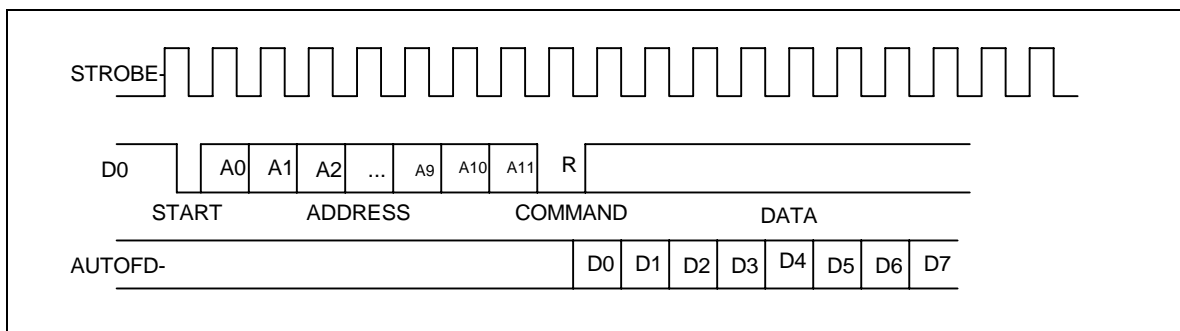 STROBE-
D0 A0 A1 A2 ... A9 A10 A11 R
START ADDRESS COMMAND DATA
AUTOFD- D0 D1 D2 D3 D4 D5 D6 D7